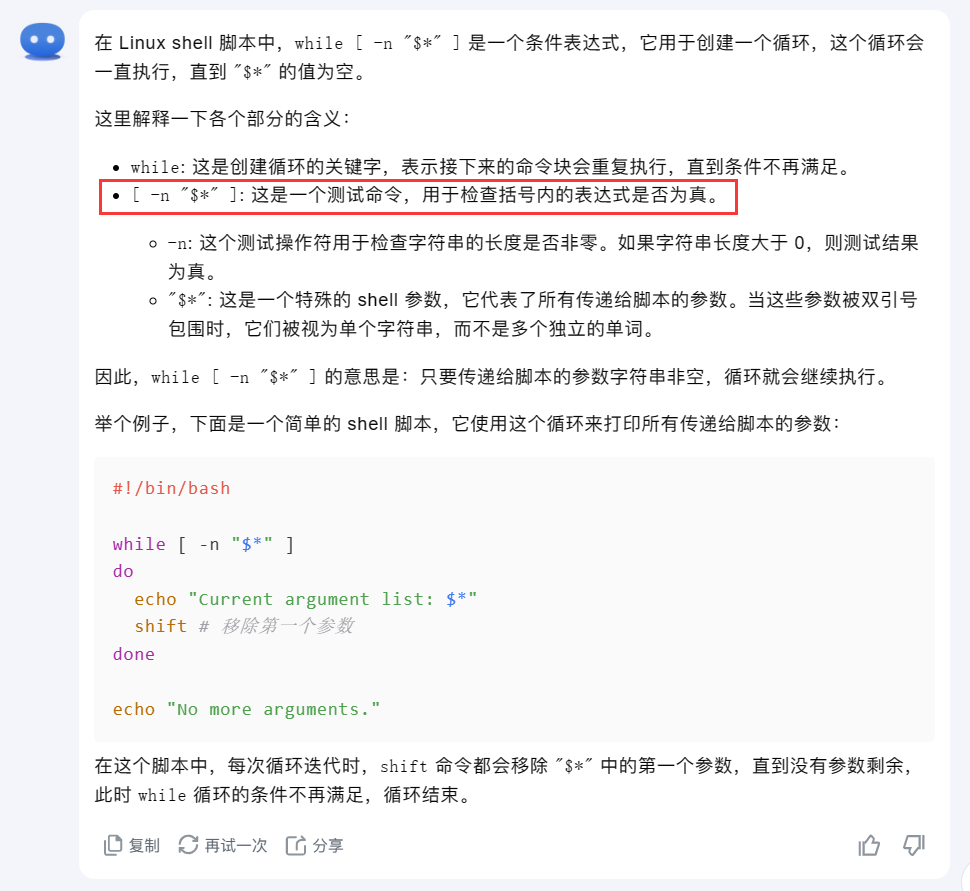 在 Linux shell 脚本中，while [ -n "$*" ] 是一个条件表达式，它用于创建一个循环，这个循环会
一直执行，直到 "$*" 的值为空。
这里解释一下各个部分的含义：
• while: 这是创建循环的关键字，表示接下来的命令块会重复执行，直到条件不再满足。
• [ -n "$*" ]: 这是一个测试命令，用于检查括号内的表达式是否为真。
◦ -n: 这个测试操作符用于检查字符串的长度是否非零。如果字符串长度大于 0，则测试结果
为真。
◦ "$*": 这是一个特殊的 shell 参数，它代表了所有传递给脚本的参数。当这些参数被双引号
包围时，它们被视为单个字符串，而不是多个独立的单词。
因此，while [ -n "$*" ] 的意思是：只要传递给脚本的参数字符串非空，循环就会继续执行。
举个例子，下面是一个简单的 shell 脚本，它使用这个循环来打印所有传递给脚本的参数：
#!/bin/bash
while [ -n "$*" ]
do
  echo "Current argument list: $*"
  shift # 移除第一个参数
done
echo "No more arguments."
在这个脚本中，每次循环迭代时，shift 命令都会移除 "$*" 中的第一个参数，直到没有参数剩余，
此时 while 循环的条件不再满足，循环结束。
复制 再试一次 分享